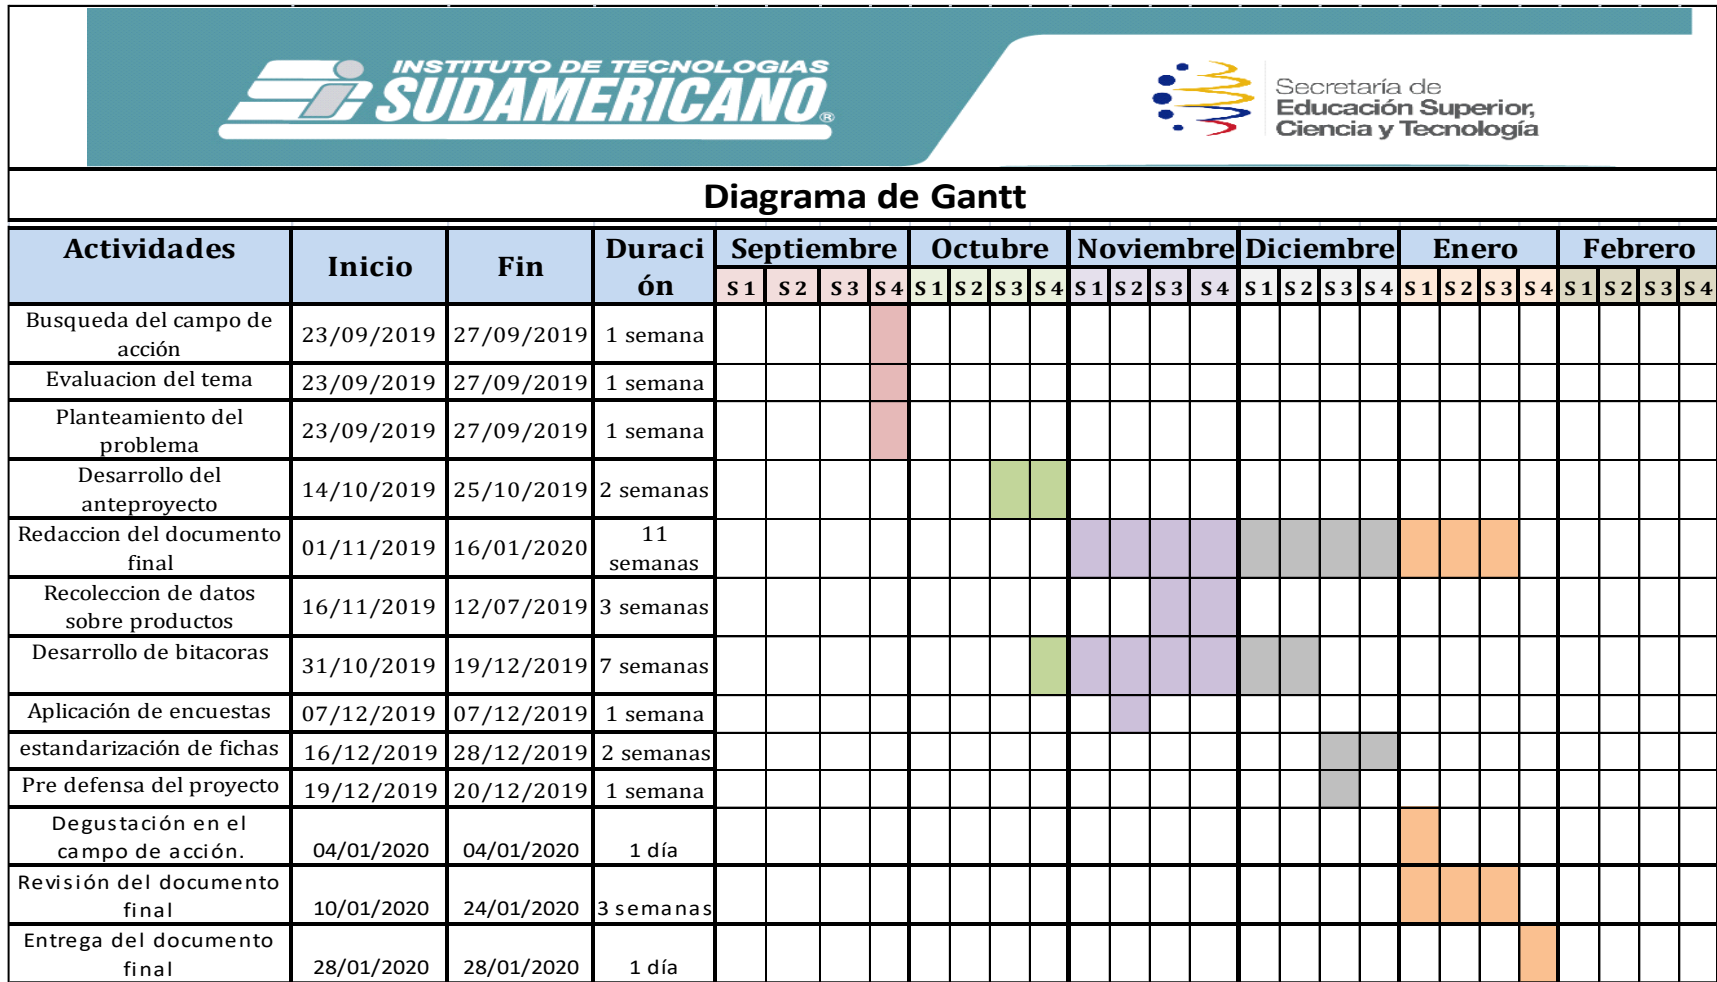 INSTITUTO DE TECNOLOGIAS
SUDAMERICANO®
Secretaría de
Educación Superior,
Ciencia y Tecnología
Diagrama de Gantt
Actividades Inicio Fin Duraci Septiembre Octubre Noviembre Diciembre Enero Febrero
ón S 1 S 2 S 3 S 4 S 1 S 2 S 3 S 4 S 1 S 2 S 3 S 4 S 1 S 2 S 3 S 4 S 1 S 2 S 3 S 4 S 1 S 2 S 3 S 4
Busqueda del campo de
acción 23/09/2019 27/09/2019 1 semana
Evaluacion del tema 23/09/2019 27/09/2019 1 semana
Planteamiento del
problema 23/09/2019 27/09/2019 1 semana
Desarrollo del
anteproyecto 14/10/2019 25/10/2019 2 semanas
Redaccion del documento
final 01/11/2019 16/01/2020 11
semanas
Recoleccion de datos
sobre productos 16/11/2019 12/07/2019 3 semanas
Desarrollo de bitacoras 31/10/2019 19/12/2019 7 semanas
Aplicación de encuestas 07/12/2019 07/12/2019 1 semana
estandarización de fichas 16/12/2019 28/12/2019 2 semanas
Pre defensa del proyecto 19/12/2019 20/12/2019 1 semana
Degustación en el
campo de acción. 04/01/2020 04/01/2020 1 día
Revisión del documento
final 10/01/2020 24/01/2020 3 semanas
Entrega del documento
final 28/01/2020 28/01/2020 1 día